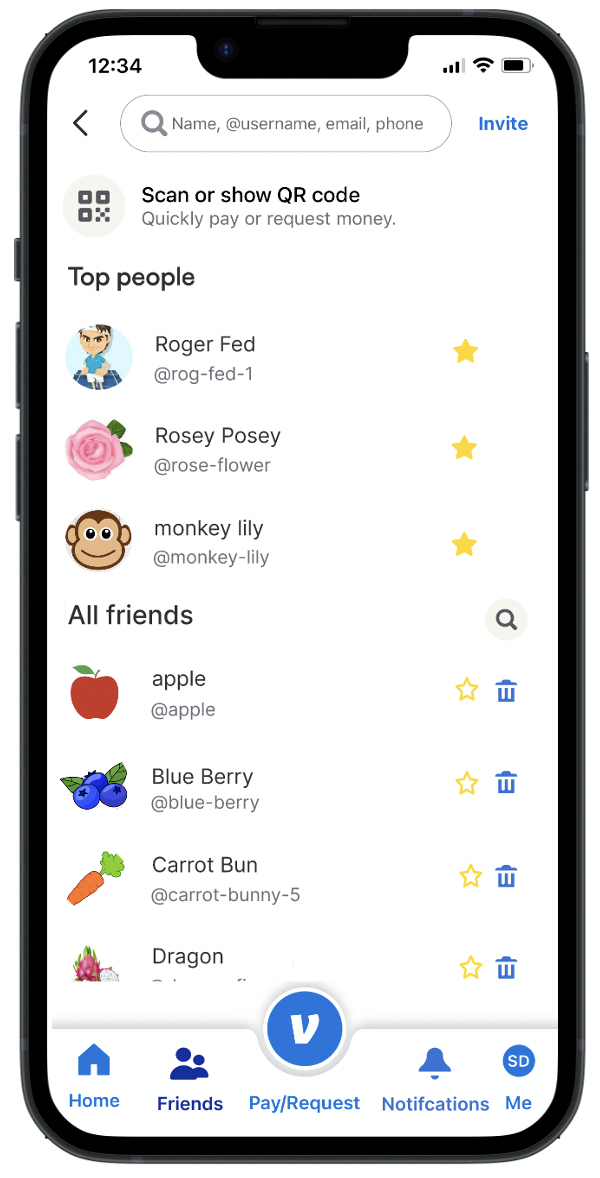 12:34
Name, @username, email, phone
Invite
Scan or show QR code
Quickly pay or request money.
Top people
Roger Fed
@rog-fed-1
Rosey Posey
@rose-flower
monkey lily
@monkey-lily
All friends
apple
@apple
Blue Berry
@blue-berry
Carrot Bun
@carrot-bunny-5
Dragon
V
SD
Home
Friends
Pay/Request
Notifcations
Me